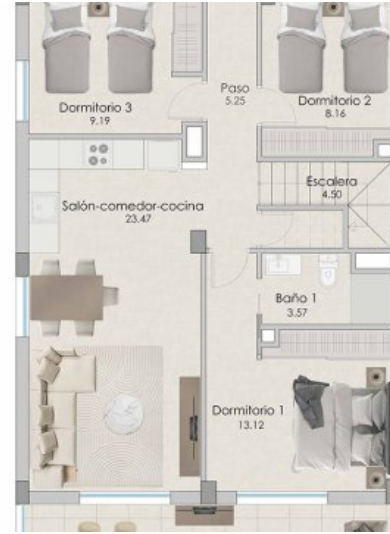 Paso
5.25
Dormitorio 3
9.19
Dormitorio 2
8.16
Escalera
4.50
Salón-comedor-cocina
23.47
Baño 1
3.57
Dormitorio 1
13.12